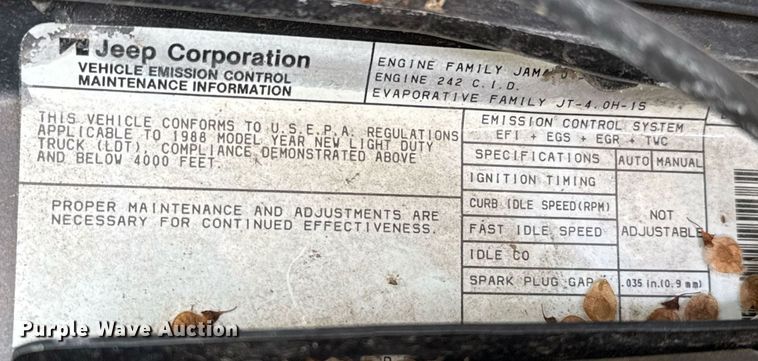 Jeep Corporation
VEHICLE EMISSION CONTROL
MAINTENANCE INFORMATION
ENGINE FAMILY
ENGINE 242 C.I.D.
EVAPORATIVE FAMILY JT-4.0H-15
THIS VEHICLE CONFORMS TO U.S.E.P.A. REGULATIONS
APPLICABLE TO 1988 MODEL YEAR NEW LIGHT DUTY
TRUCK (LDT), COMPLIANCE DEMONSTRATED ABOVE
AND BELOW 4000 FEET.
PROPER MAINTENANCE AND ADJUSTMENTS ARE
NECESSARY FOR CONTINUED EFFECTIVENESS.
EMISSION CONTROL SYSTEM
EFI + EGS + EGR + TWC
SPECIFICATIONS AUTO MANUAL
IGNITION TIMING
CURB IDLE SPEED(RPM)
FAST IDLE SPEED
IDLE CO
NOT
ADJUSTABLE
SPARK PLUG GAP .035 in.(0.9 mm)
Purple Wave Auction